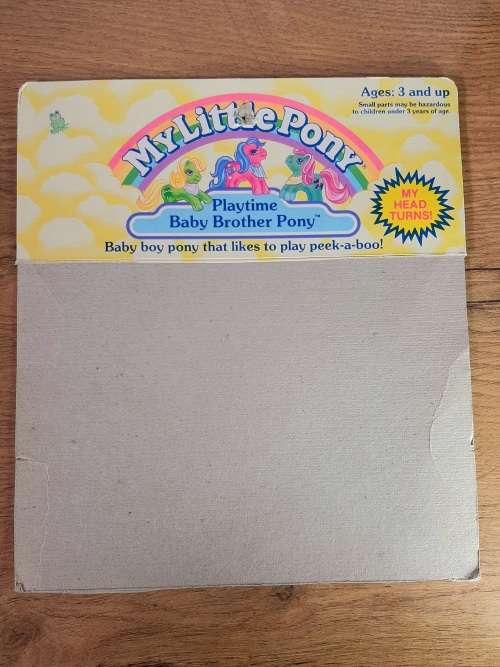 Ages: 3 and up
Small parts may be hazardous
to children under 3 years of age.
My Little Pony
Playtime
Baby Brother Pony™
MY
HEAD
TURNS!
Baby boy pony that likes to play peek-a-boo!